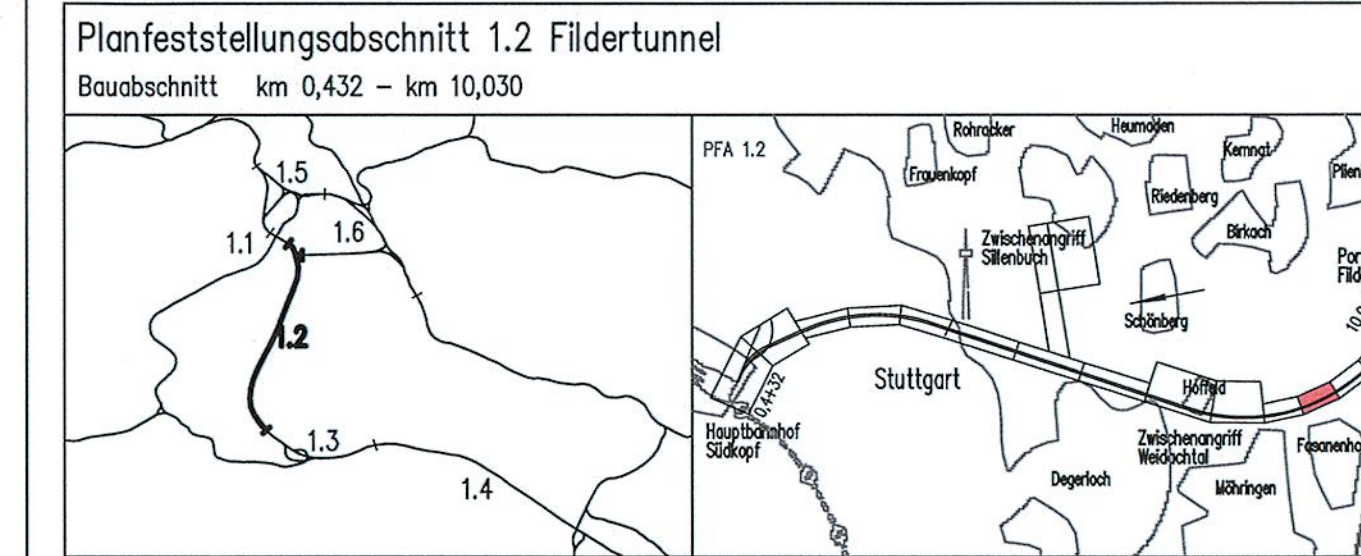 Planfeststellungsabschnitt 1.2 Fildertunnel
Bauabschnitt km 0,432 – km 10,030
1.5
1.6
1.1
1.2
1.3
1.4
PFA 1.2
Rohracker
Heumaden
Kemnat
Frauenkopf
Riedenberg
Birkach
Zwischenangriff
Sillenbuch
Schönberg
Stuttgart
0,4+32
Hauptbahnhof
Südkopf
Hoffeld
Zwischenangriff
Weidachtal
Degerloch
Möhringen